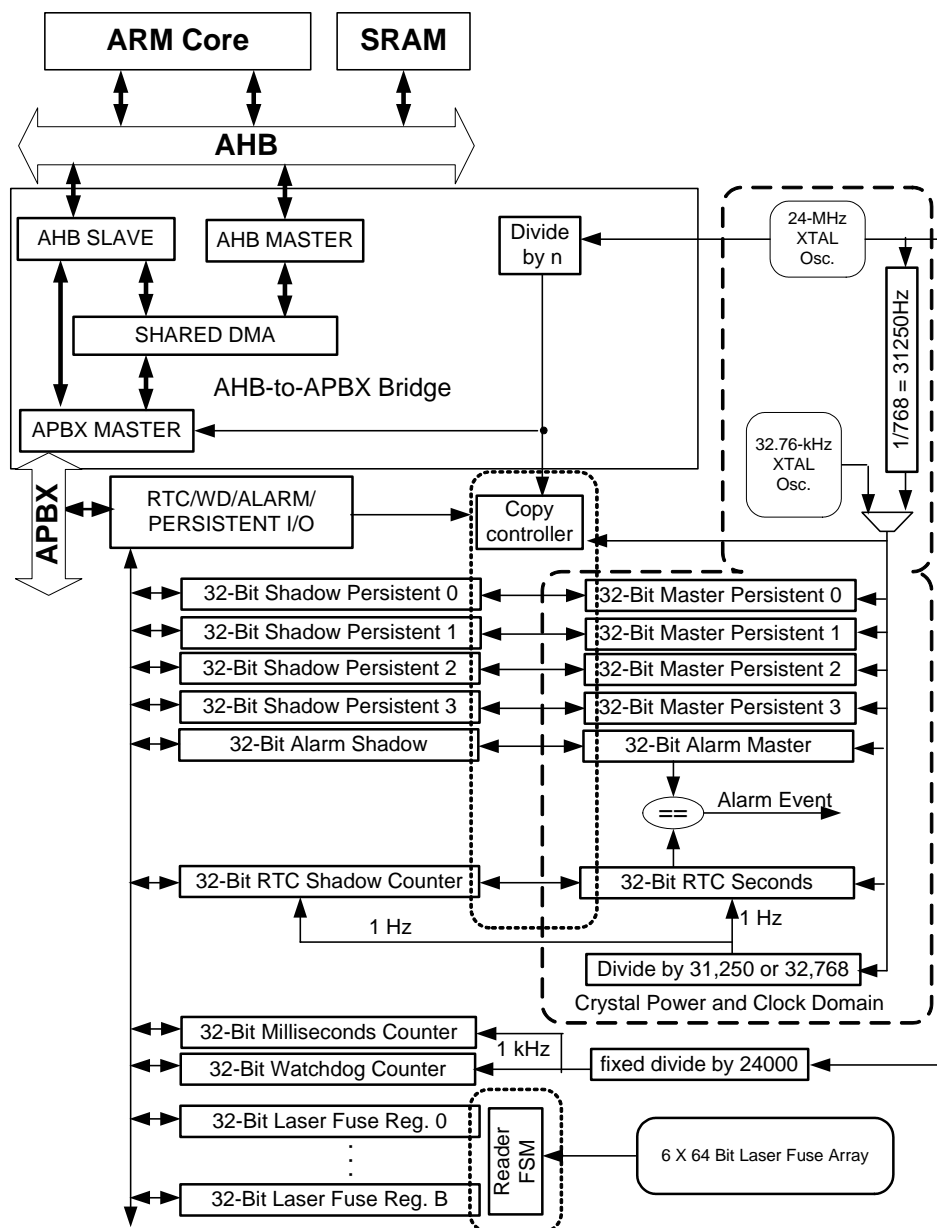 ARM Core
SRAM
AHB
AHB SLAVE
AHB MASTER
Divide
by n
24-MHz
XTAL
Osc.
SHARED DMA
AHB-to-APBX Bridge
1/768 = 31250Hz
APBX MASTER
32.76-kHz
XTAL
Osc.
APBX
RTC/WD/ALARM/
PERSISTENT I/O
Copy
controller
32-Bit Shadow Persistent 0
32-Bit Master Persistent 0
32-Bit Shadow Persistent 1
32-Bit Master Persistent 1
32-Bit Shadow Persistent 2
32-Bit Master Persistent 2
32-Bit Shadow Persistent 3
32-Bit Master Persistent 3
32-Bit Alarm Shadow
32-Bit Alarm Master
==
Alarm Event
32-Bit RTC Shadow Counter
32-Bit RTC Seconds
1 Hz
1 Hz
Divide by 31,250 or 32,768
Crystal Power and Clock Domain
32-Bit Milliseconds Counter
1 kHz
32-Bit Watchdog Counter
fixed divide by 24000
32-Bit Laser Fuse Reg. 0
Reader
FSM
6 X 64 Bit Laser Fuse Array
32-Bit Laser Fuse Reg. B